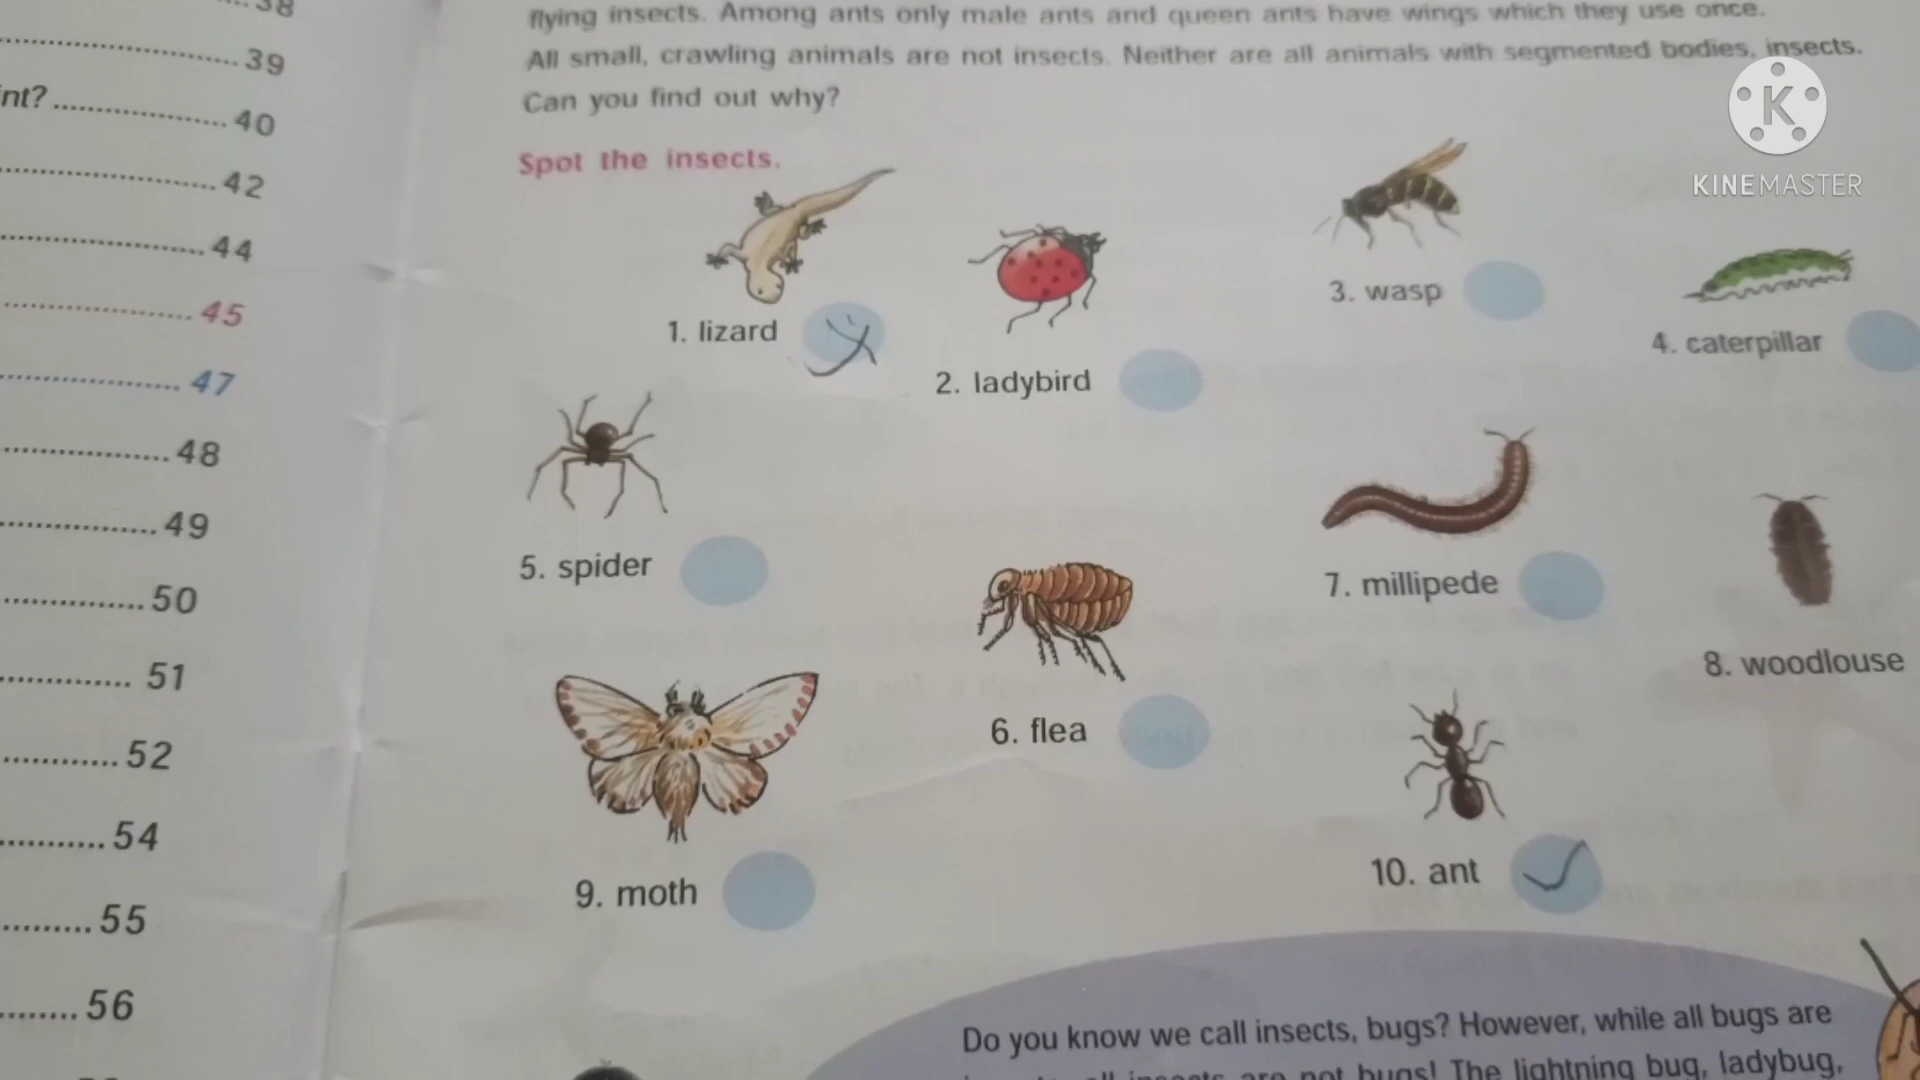 38
39
nt? 40
42
44
45
47
48
49
50
51
52
54
55
56
flying insects. Among ants only male ants and queen ants have wings which they use once.
All small, crawling animals are not insects. Neither are all animals with segmented bodies, insects.
Can you find out why?
K
KINEMASTER
Spot the insects.
1. lizard
2. ladybird
3. wasp
4. caterpillar
5. spider
6. flea
7. millipede
8. woodlouse
9. moth
10. ant
Do you know we call insects, bugs? However, while all bugs are
not bugs! The lightning bug, ladybug,